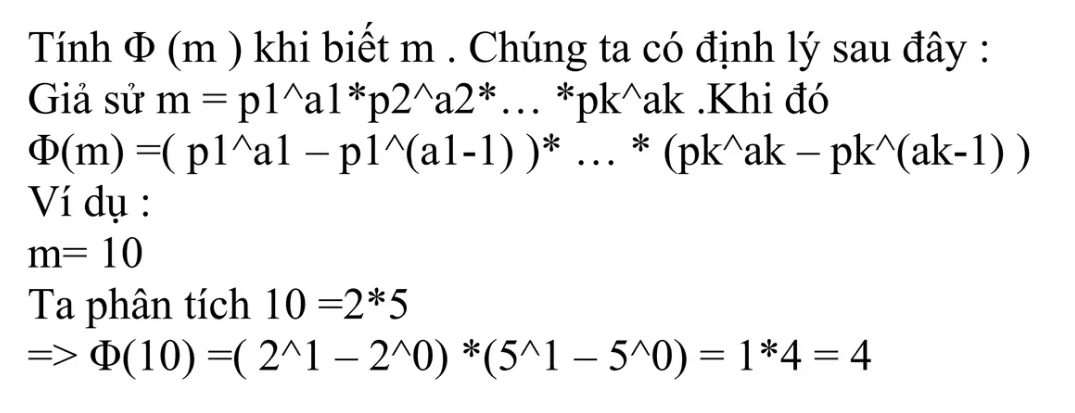 Tính Φ (m ) khi biết m . Chúng ta có định lý sau đây :
Giả sử m = p1^a1*p2^a2*… *pk^ak .Khi đó
Φ(m) =( p1^a1 – p1^(a1-1) )* … * (pk^ak – pk^(ak-1) )
Ví dụ :
m= 10
Ta phân tích 10 =2*5
=> Φ(10) =( 2^1 – 2^0) *(5^1 – 5^0) = 1*4 = 4